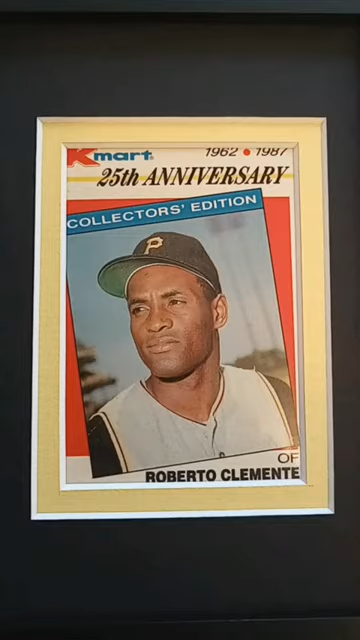 Kmart® 1962 • 1987
25th ANNIVERSARY
COLLECTORS' EDITION
P
OF
ROBERTO CLEMENTE